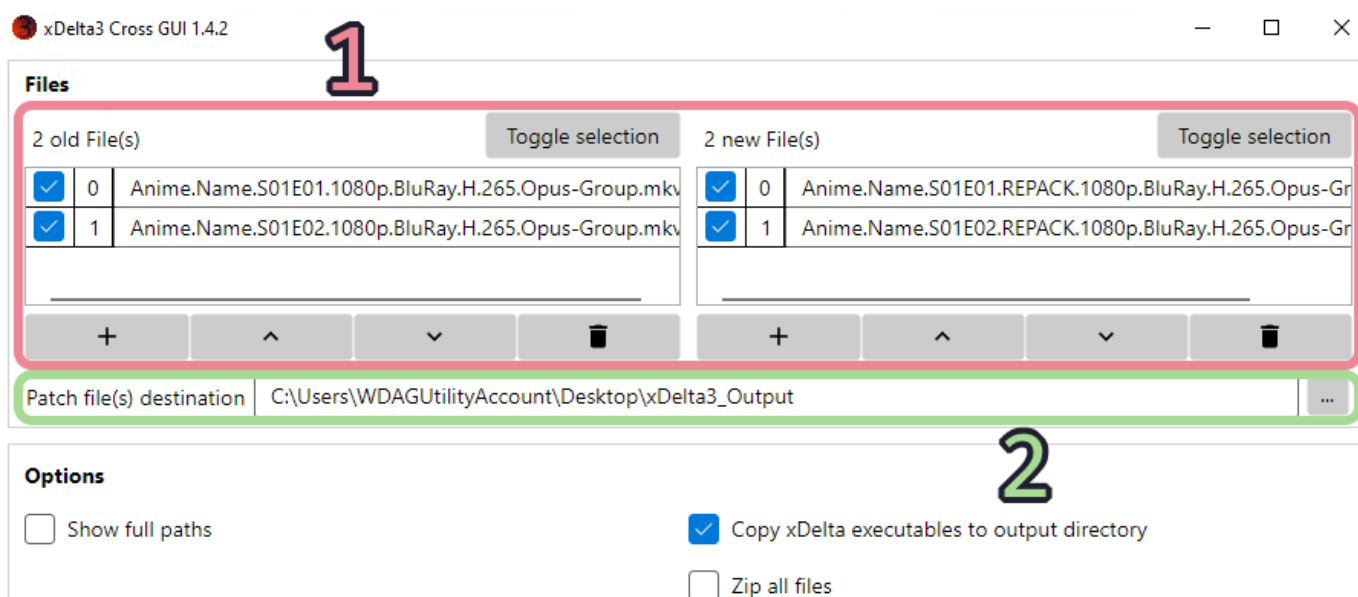 xDelta3 Cross GUI 1.4.2
1
Files
2 old File(s)
Toggle selection
2 new File(s)
Toggle selection
0 Anime.Name.S01E01.1080p.BluRay.H.265.Opus-Group.mkv
0 Anime.Name.S01E01.REPACK.1080p.BluRay.H.265.Opus-Gr
1 Anime.Name.S01E02.1080p.BluRay.H.265.Opus-Group.mkv
1 Anime.Name.S01E02.REPACK.1080p.BluRay.H.265.Opus-Gr
Patch file(s) destination C:\Users\WDAGUtilityAccount\Desktop\xDelta3_Output ...
2
Options
Show full paths
Copy xDelta executables to output directory
Zip all files